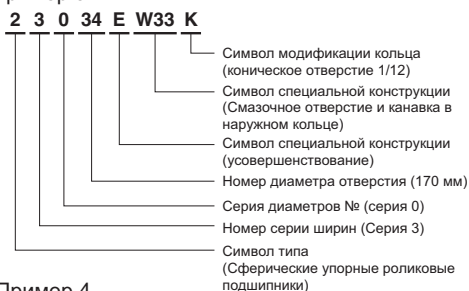 2 3 0 34 E W33 K
Символ модификации кольца
(коническое отверстие 1/12)
Символ специальной конструкции
(Смазочное отверстие и канавка в
наружном кольце)
Символ специальной конструкции
(усовершенствование)
Номер диаметра отверстия (170 мм)
Серия диаметров № (серия 0)
Номер серии ширин (Серия 3)
Символ типа
(Сферические упорные роликовые
подшипники)
Пример 4